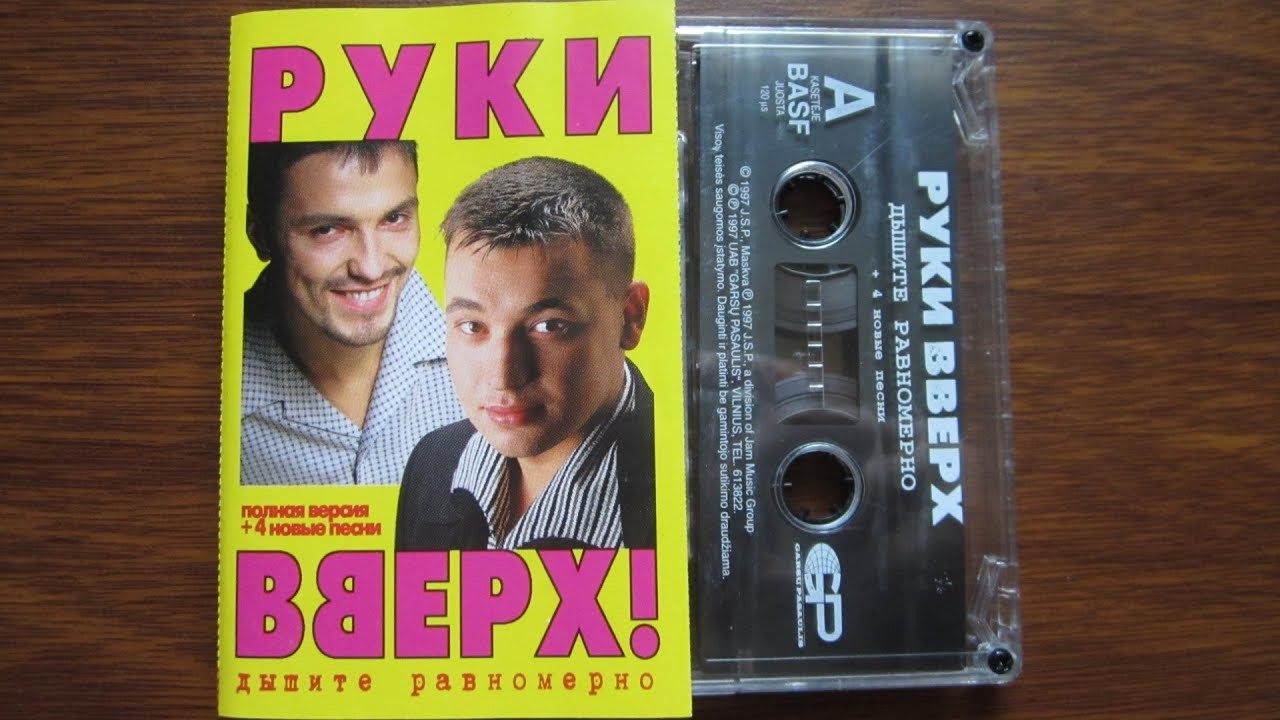 РУКИ
полная версия
+ 4 новые песни
ВВЕРХ!
дышите равномерно
A
KASETĖJE
BASF
JUOSTA
120 µs
РУКИ ВВЕРХ
ДЫШИТЕ РАВНОМЕРНО
+ 4 новые песни
© 1997 J.S.P., Maskva ℗ 1997 J.S.P., a division of Jam Music Group
© ℗ 1997 UAB "GARSŲ PASAULIS", VILNIUS, TEL. 613822.
Visos teisės saugomos įstatymo. Dauginti ir platinti be gamintojo sutikimo draudžiama.
GP
GARSŲ PASAULIS